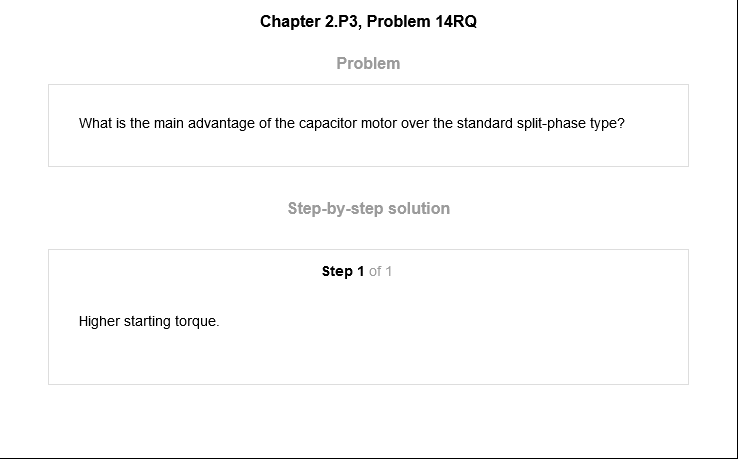 Chapter 2.P3, Problem 14RQ
Problem
What is the main advantage of the capacitor motor over the standard split-phase type?
Step-by-step solution
Step 1 of 1
Higher starting torque.